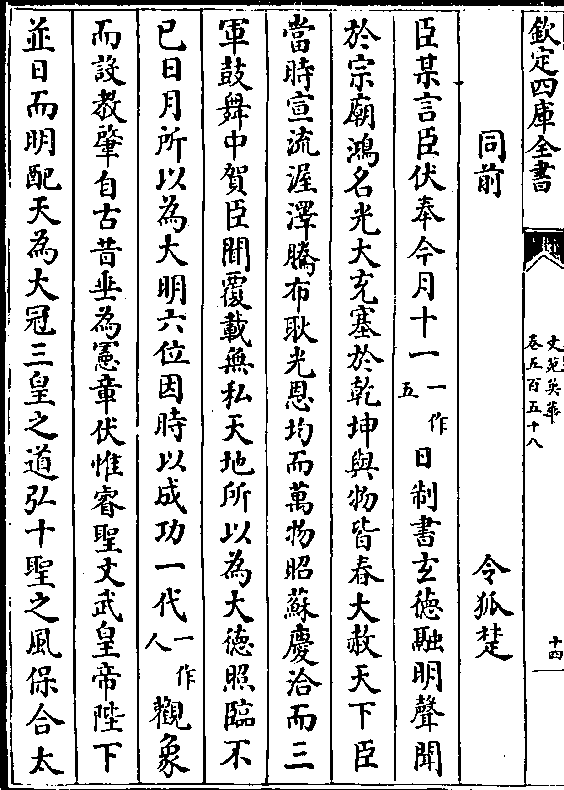 欽定四庫全書
文苑英華
卷五百五十八
十四
同前
令狐楚
臣某言臣伏奉今月十一一作五日制書玄德融明聲聞
於宗廟鴻名光大充塞於乾坤與物皆春大赦天下臣
當時宣流渥澤騰布耿光恩均而萬物昭蘇慶洽而三
軍鼓舞中賀臣聞覆載無私天地所以為大德照臨不
已日月所以為大明六位因時以成功一代一作人觀象
而設教肇自古昔垂為憲章伏惟睿聖文武皇帝陛下
並日而明配天為大冠三皇之道弘十聖之風保合太